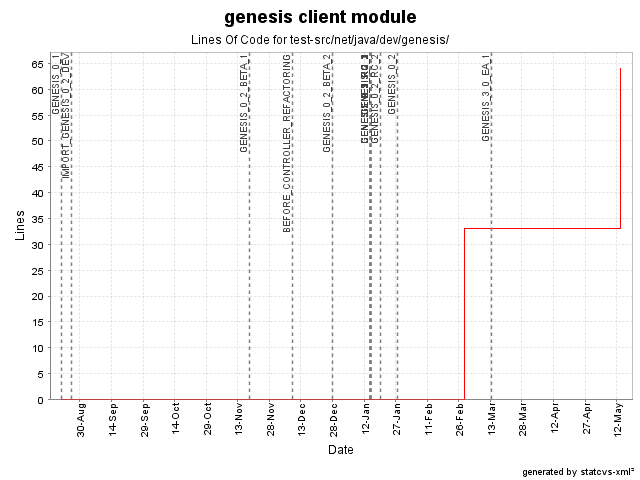 genesis client module
Lines Of Code for test-src/net/java/dev/genesis/
Lines
65
60
55
50
45
40
35
30
25
20
15
10
5
0
GENESIS_0_1
IMPORT_GENESIS_0_2_DEV
GENESIS_0_2_BETA_1
BEFORE_CONTROLLER_REFACTORING
GENESIS_0_2_BETA_2
GENESIS_0_2_RC_2
GENESIS_0_2
GENESIS_3_0_EA_1
30-Aug
14-Sep
29-Sep
14-Oct
29-Oct
13-Nov
28-Nov
13-Dec
28-Dec
12-Jan
27-Jan
11-Feb
26-Feb
13-Mar
28-Mar
12-Apr
27-Apr
12-May
Date
generated by statcvs-xml²